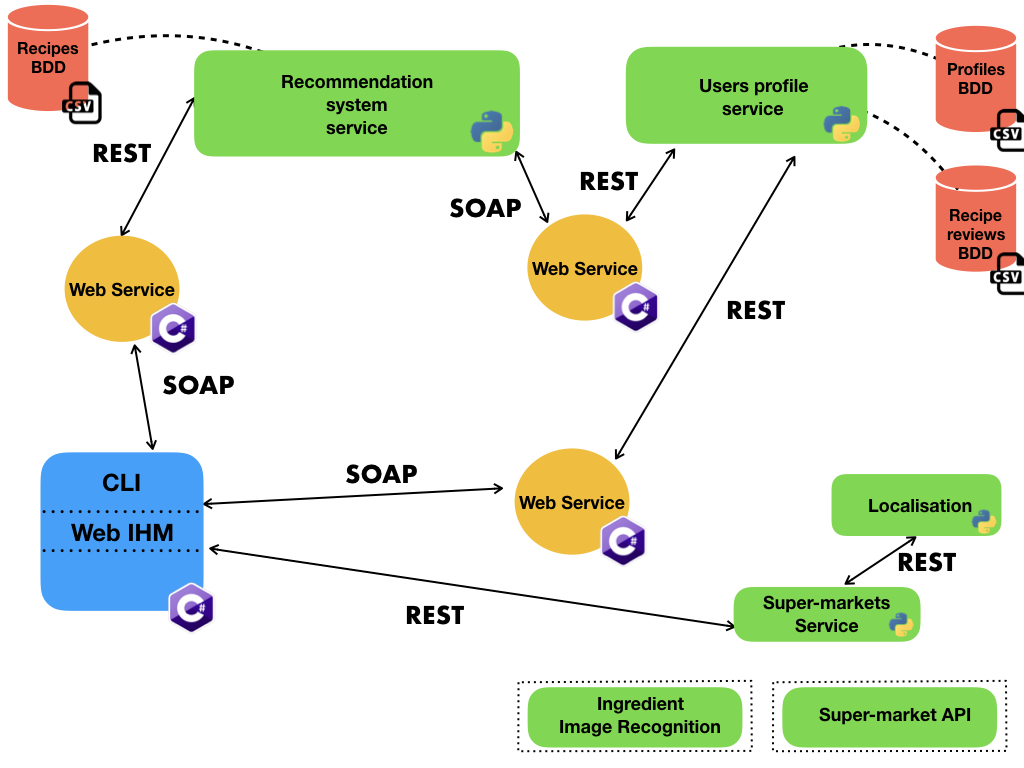 Recipes
BDD
CSV
Recommendation
system
service
Users profile
service
Profiles
BDD
CSV
REST
SOAP
REST
Recipe
reviews
BDD
CSV
Web Service
C#
Web Service
C#
REST
SOAP
CLI
Web IHM
C#
SOAP
Web Service
C#
Localisation
REST
REST
Super-markets
Service
Ingredient
Image Recognition
Super-market API